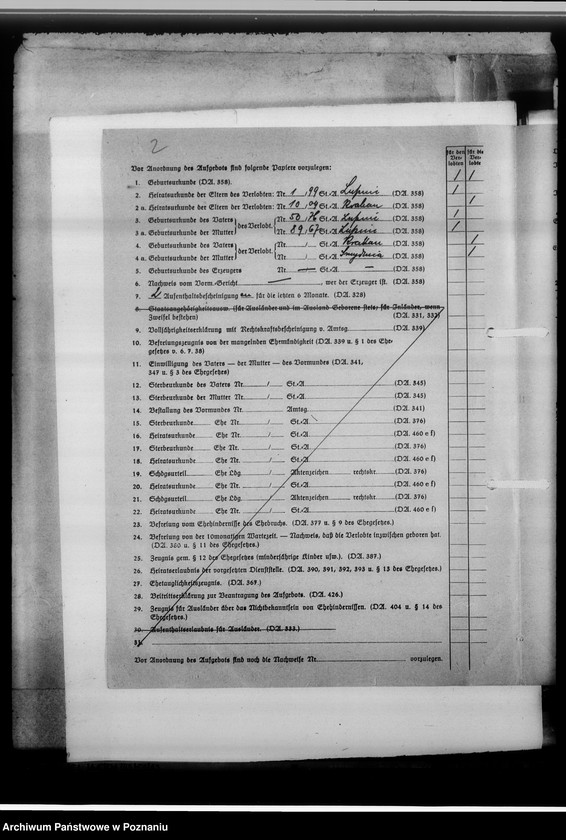 2
für den Ver- lobten für die Ver- lobte
Vor Anordnung des Aufgebots sind folgende Papiere vorzulegen:
1. Geburtsurkunde (DA. 358). / /
2. Heiratsurkunde der Eltern des Verlobten: Nr. 1 / 99 St.A. (DA. 358) /
2 a. Heiratsurkunde der Eltern der Verlobten: Nr. 10 / 04 St.A. (DA. 358) /
3. Geburtsurkunde des Vaters des Verlobt. Nr. 50 / 76 St.A. (DA. 358) /
3 a. Geburtsurkunde der Mutter Nr. 89 / 67 St.A. (DA. 358) /
4. Geburtsurkunde des Vaters der Verlobt. Nr. / St.A. (DA. 358) /
4 a. Geburtsurkunde der Mutter Nr. / St.A. (DA. 358) /
5. Geburtsurkunde des Erzeugers Nr. — St.A. — (DA. 358)
6. Nachweis vom Vorm.-Gericht — wer der Erzeuger ist. (DA. 358)
7. 2 Aufenthaltsbescheinigung für die letzten 6 Monate. (DA. 328)
8. Staatsangehörigkeitsausw. (für Ausländer und im Ausland Geborene stets, für Inländer, wenn
Zweifel bestehen) (DA. 331, 332)
9. Volljährigkeitserklärung mit Rechtskraftbescheinigung v. Amtsg. (DA. 339)
10. Befreiungszeugnis von der mangelnden Ehemündigkeit (DA. 339 u. § 1 des Ehe-
gesetzes v. 6. 7. 38)
11. Einwilligung des Vaters — der Mutter — des Vormundes (DA. 341,
347 u. § 3 des Ehegesetzes)
12. Sterbeurkunde des Vaters Nr. / St.A. (DA. 345)
13. Sterbeurkunde der Mutter Nr. / St.A. (DA. 345)
14. Bestallung des Vormundes Nr. Amtsg. (DA. 341)
15. Sterbeurkunde Ehe Nr. / St.A. (DA. 376)
16. Heiratsurkunde Ehe Nr. / St.A. (DA. 460 e f)
17. Sterbeurkunde Ehe Nr. / St.A. (DA. 376)
18. Heiratsurkunde Ehe Nr. / St.A. (DA. 460 e f)
19. Schdgsurteil Ehe Ldg. / Aktenzeichen rechtskr. (DA. 376)
20. Heiratsurkunde Ehe Nr. / St.A. (DA. 460 e f)
21. Schdgsurteil Ehe Ldg. / Aktenzeichen rechtskr. (DA. 376)
22. Heiratsurkunde Ehe Nr. / St.A. (DA. 460 e f)
23. Befreiung vom Ehehindernisse des Ehebruchs. (DA. 377 u. § 9 des Ehegesetzes.)
24. Befreiung von der 10monatigen Wartezeit. — Nachweis, daß die Verlobte inzwischen geboren hat.
(DA. 380 u. § 11 des Ehegesetzes.)
25. Zeugnis gem. § 12 des Ehegesetzes (minderjährige Kinder usw.). (DA. 387.)
26. Heiratserlaubnis der vorgesetzten Dienststelle. (DA. 390, 391, 392, 393 u. § 13 des Ehegesetzes.)
27. Ehetauglichkeitszeugnis. (DA. 369.)
28. Beitrittserklärung zur Beantragung des Aufgebots. (DA. 426.)
29. Zeugnis für Ausländer über das Nichtbekanntsein von Ehehindernissen. (DA. 404 u. § 14 des
Ehegesetzes.)
30. Aufenthaltserlaubnis für Ausländer. (DA. 333.)
31.
Vor Anordnung des Aufgebots sind noch die Nachweise Nr. vorzulegen.
Archiwum Państwowe w Poznaniu